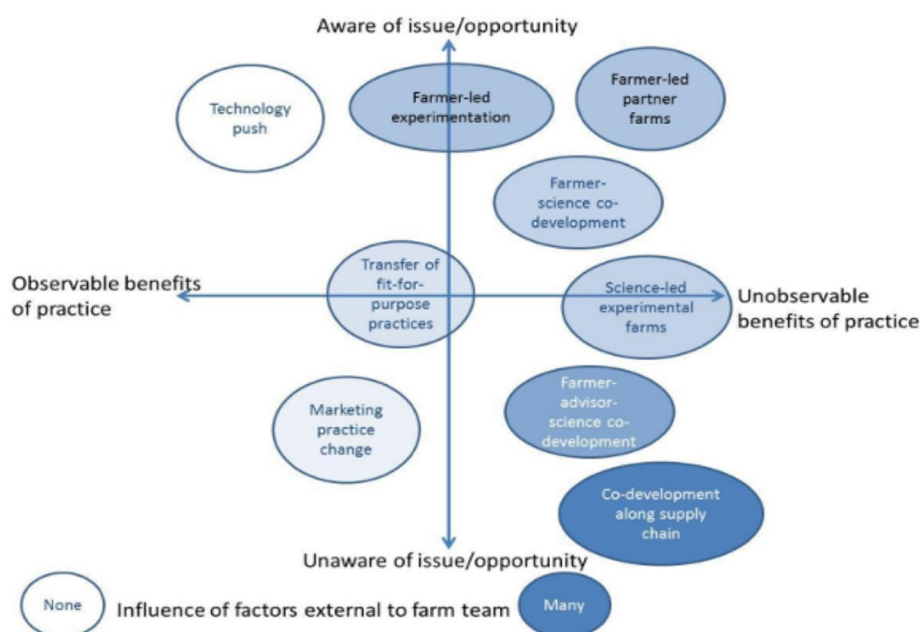 Aware of issue/opportunity
Technology
push
Farmer-led
experimentation
Farmer-led
partner
farms
Farmer-
science co-
development
Observable benefits
of practice
Transfer of
fit-for-
purpose
practices
Science-led
experimental
farms
Unobservable
benefits of practice
Marketing
practice
change
Farmer-
advisor-
science co-
development
Co-development
along supply
chain
Unaware of issue/opportunity
None
Influence of factors external to farm team
Many